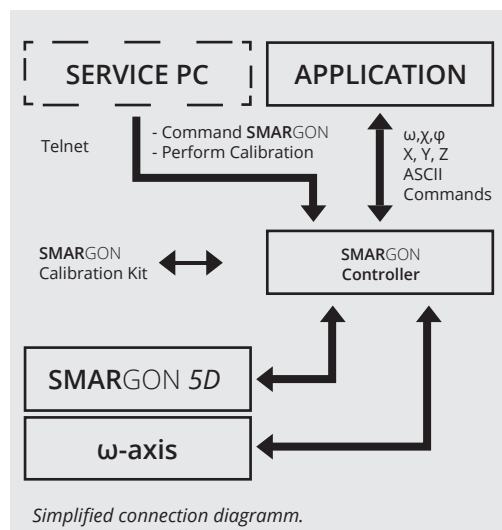 SERVICE PC
APPLICATION
Telnet
- Command SMARGON
- Perform Calibration
ω,χ,φ
X, Y, Z
ASCII
Commands
SMARGON
Calibration Kit
SMARGON
Controller
SMARGON 5D
ω-axis
Simplified connection diagramm.